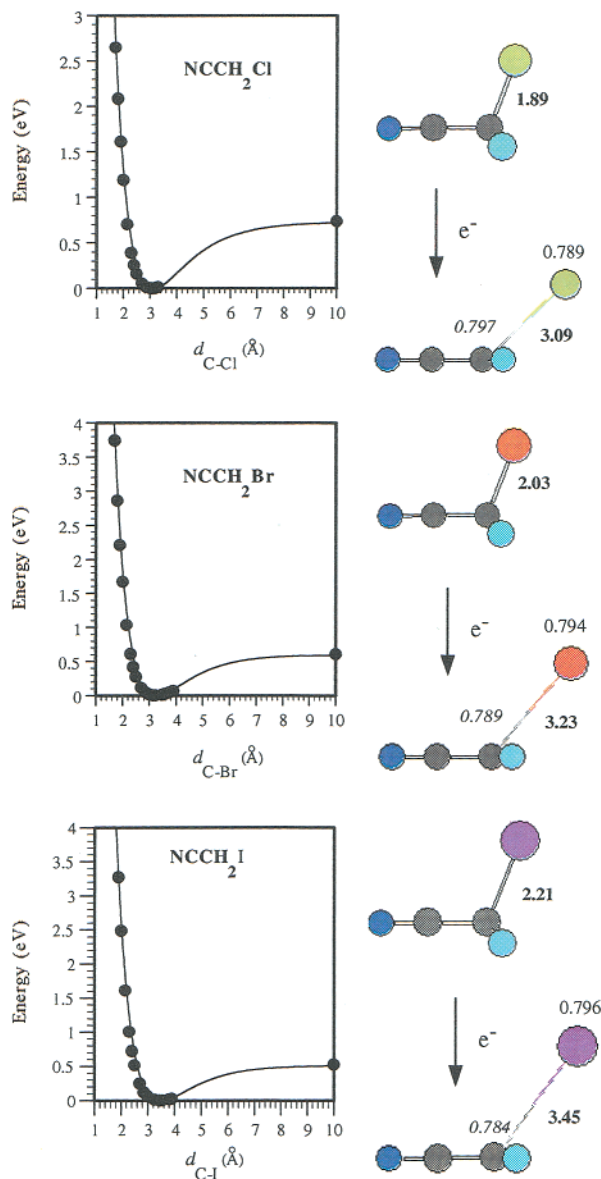 3
2.5
2
1.5
1
0.5
0
Energy (eV)
NCCH2Cl
1 2 3 4 5 6 7 8 9 10
d C-Cl (Å)
1.89
e-
0.789
0.797
3.09
4
3.5
3
2.5
2
1.5
1
0.5
0
Energy (eV)
NCCH2Br
1 2 3 4 5 6 7 8 9 10
d C-Br (Å)
2.03
e-
0.794
0.789
3.23
4
3.5
3
2.5
2
1.5
1
0.5
0
Energy (eV)
NCCH2I
1 2 3 4 5 6 7 8 9 10
d C-I (Å)
2.21
e-
0.796
0.784
3.45